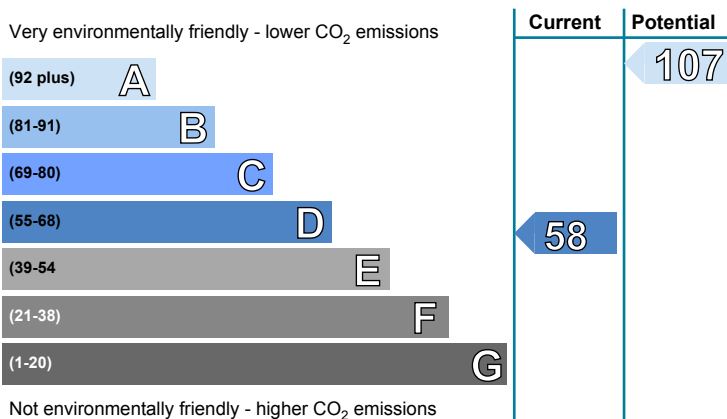 Current Potential
Very environmentally friendly - lower CO2 emissions
107
(92 plus) A
(81-91) B
(69-80) C
(55-68) D
58
(39-54 E
(21-38) F
(1-20) G
Not environmentally friendly - higher CO2 emissions